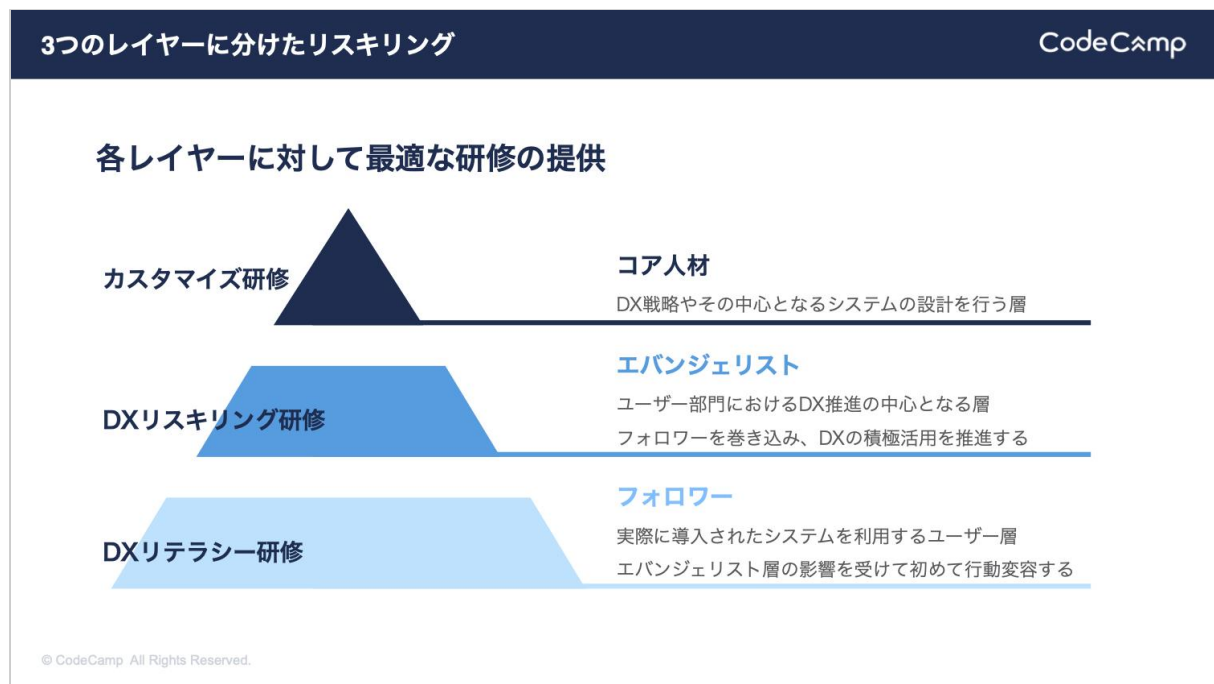 3つのレイヤーに分けたリスキリング
CodeCamp
各レイヤーに対して最適な研修の提供
カスタマイズ研修
コア人材
DX戦略やその中心となるシステムの設計を行う層
DXリスキリング研修
エバンジェリスト
ユーザー部門におけるDX推進の中心となる層
フォロワーを巻き込み、DXの積極活用を推進する
DXリテラシー研修
フォロワー
実際に導入されたシステムを利用するユーザー層
エバンジェリスト層の影響を受けて初めて行動変容する
© CodeCamp All Rights Reserved.